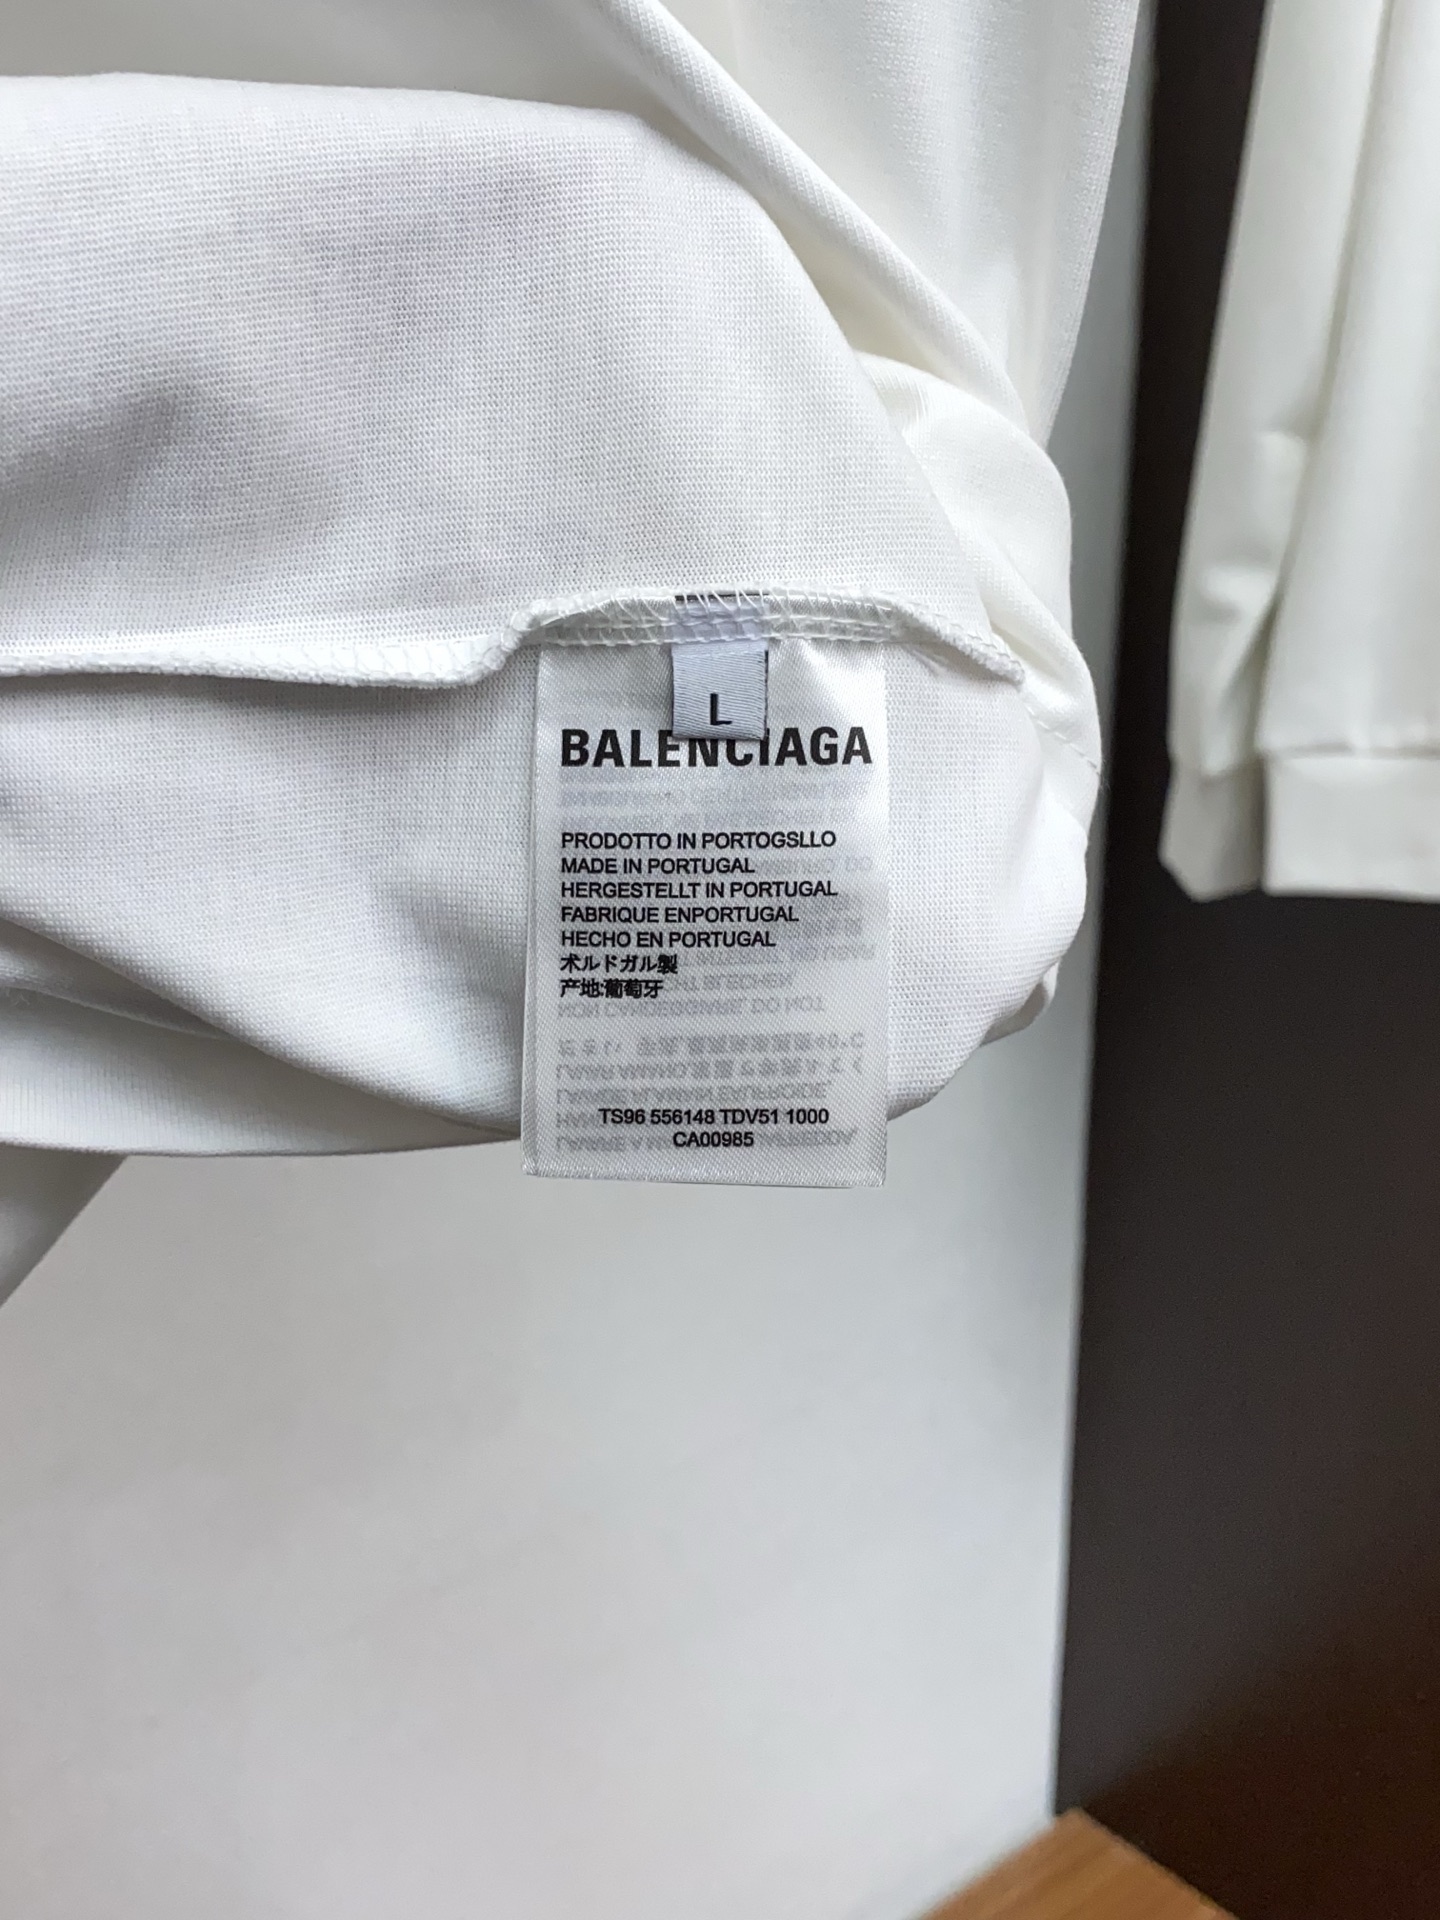 L
BALENCIAGA
PRODOTTO IN PORTOGSLLO
MADE IN PORTUGAL
HERGESTELLT IN PORTUGAL
FABRIQUE ENPORTUGAL
HECHO EN PORTUGAL
术ルドガル製
产地:葡萄牙
TS96 556148 TDV51 1000
CA00985